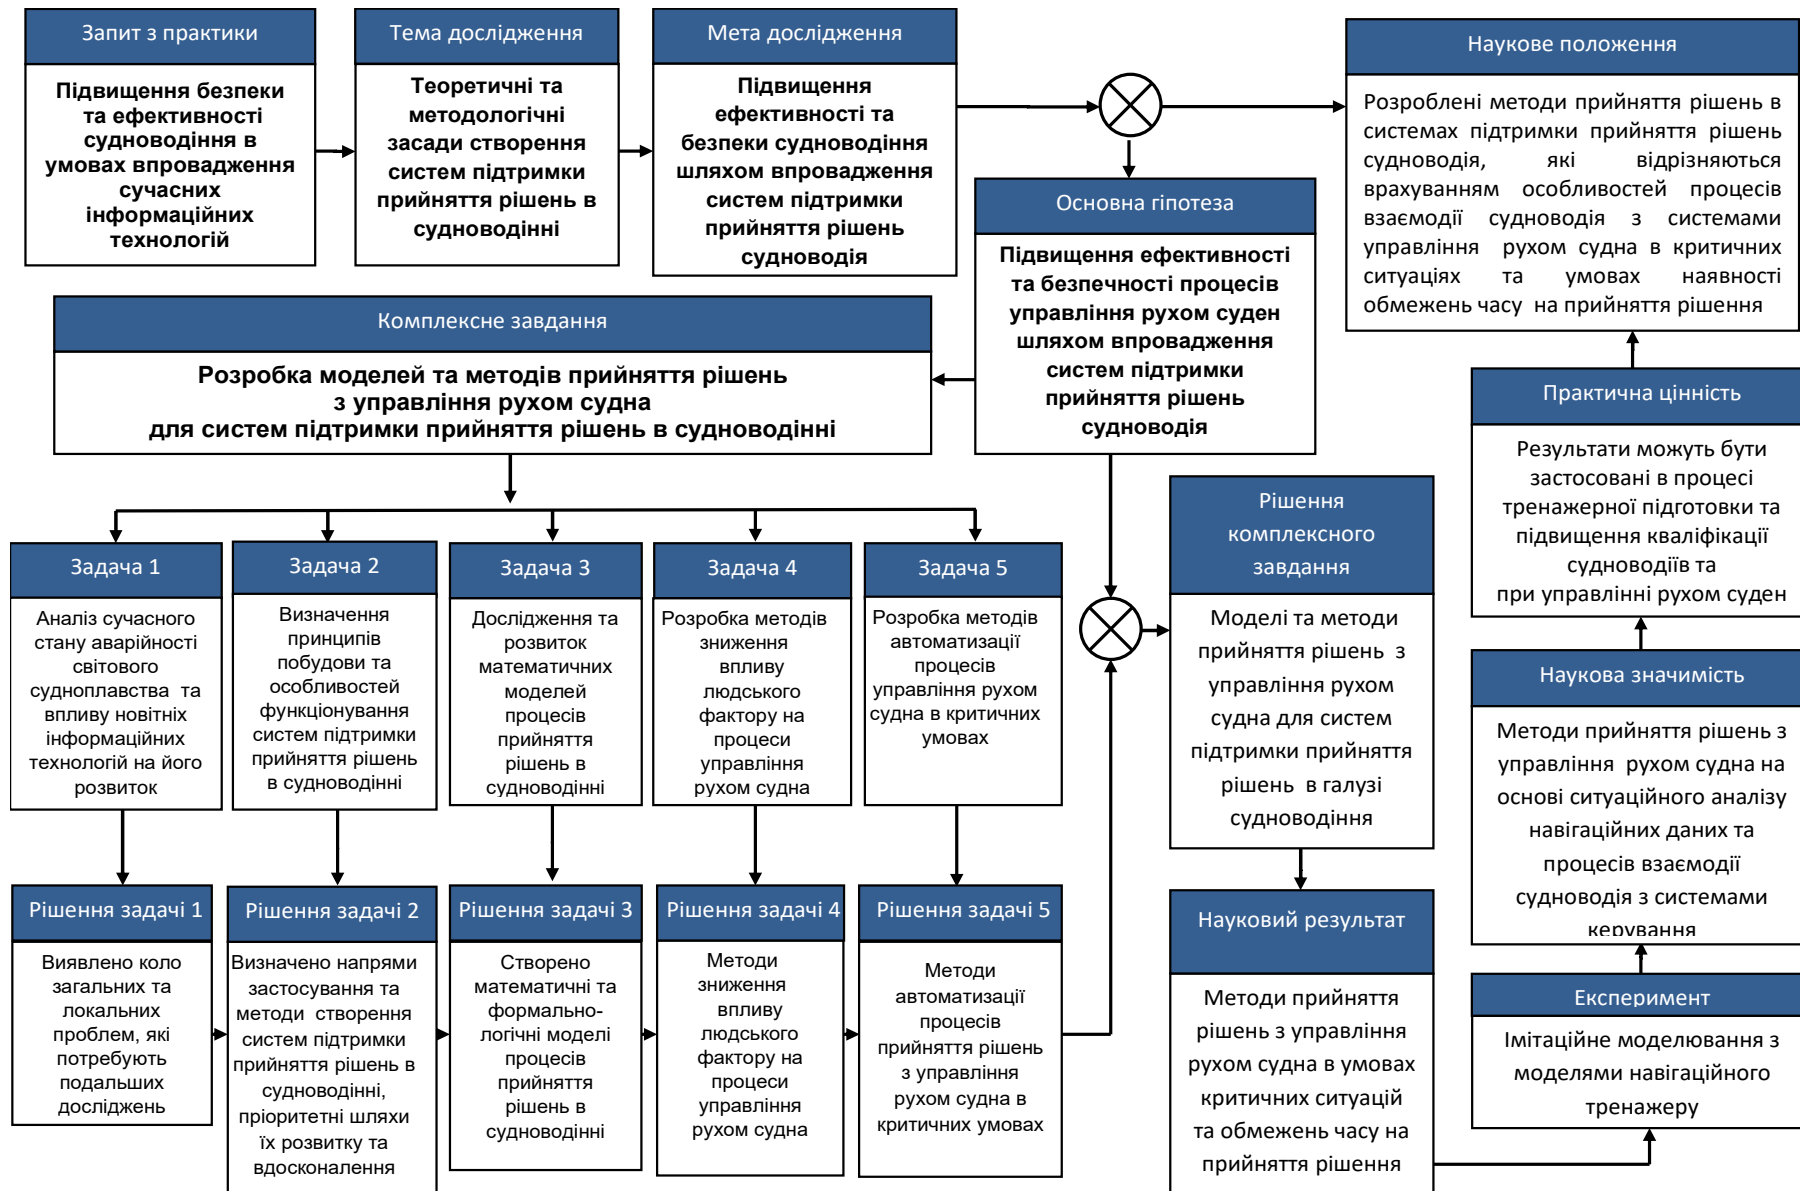 Запит з практики
Підвищення безпеки
та ефективності
судноводіння в
умовах впровадження
сучасних
інформаційних
технологій
Тема дослідження
Теоретичні та
методологічні
засади створення
систем підтримки
прийняття рішень в
судноводінні
Мета дослідження
Підвищення
ефективності та
безпеки судноводіння
шляхом впровадження
систем підтримки
прийняття рішень
судноводія
Основна гіпотеза
Підвищення ефективності
та безпечності процесів
управління рухом суден
шляхом впровадження
систем підтримки
прийняття рішень
судноводія
Наукове положення
Розроблені методи прийняття рішень в
системах підтримки прийняття рішень
судноводія, які відрізняються
врахуванням особливостей процесів
взаємодії судноводія з системами
управління рухом судна в критичних
ситуаціях та умовах наявності
обмежень часу на прийняття рішення
Комплексне завдання
Розробка моделей та методів прийняття рішень
з управління рухом судна
для систем підтримки прийняття рішень в судноводінні
Задача 1
Аналіз сучасного
стану аварійності
світового
судноплавства та
впливу новітніх
інформаційних
технологій на його
розвиток
Задача 2
Визначення
принципів
побудови та
особливостей
функціонування
систем підтримки
прийняття рішень
в судноводінні
Задача 3
Дослідження та
розвиток
математичних
моделей
процесів
прийняття
рішень в
судноводінні
Задача 4
Розробка методів
зниження
впливу
людського
фактору на
процеси
управління
рухом судна
Задача 5
Розробка методів
автоматизації
процесів
управління рухом
судна в критичних
умовах
Рішення задачі 1
Виявлено коло
загальних та
локальних
проблем, які
потребують
подальших
досліджень
Рішення задачі 2
Визначено напрями
застосування та
методи створення
систем підтримки
прийняття рішень в
судноводінні,
пріоритетні шляхи
їх розвитку та
вдосконалення
Рішення задачі 3
Створено
математичні та
формально-
логічні моделі
процесів
прийняття
рішень в
судноводінні
Рішення задачі 4
Методи
зниження
впливу
людського
фактору на
процеси
управління
рухом судна
Рішення задачі 5
Методи
автоматизації
процесів
прийняття рішень
з управління
рухом судна в
критичних умовах
Рішення
комплексного
завдання
Моделі та методи
прийняття рішень з
управління рухом
судна для систем
підтримки прийняття
рішень в галузі
судноводіння
Науковий результат
Методи прийняття
рішень з управління
рухом судна в умовах
критичних ситуацій
та обмежень часу на
прийняття рішення
Практична цінність
Результати можуть бути
застосовані в процесі
тренажерної підготовки та
підвищення кваліфікації
судноводіїв та
при управлінні рухом суден
Наукова значимість
Методи прийняття рішень з
управління рухом судна на
основі ситуаційного аналізу
навігаційних даних та
процесів взаємодії
судноводія з системами
керування
Експеримент
Імітаційне моделювання з
моделями навігаційного
тренажеру